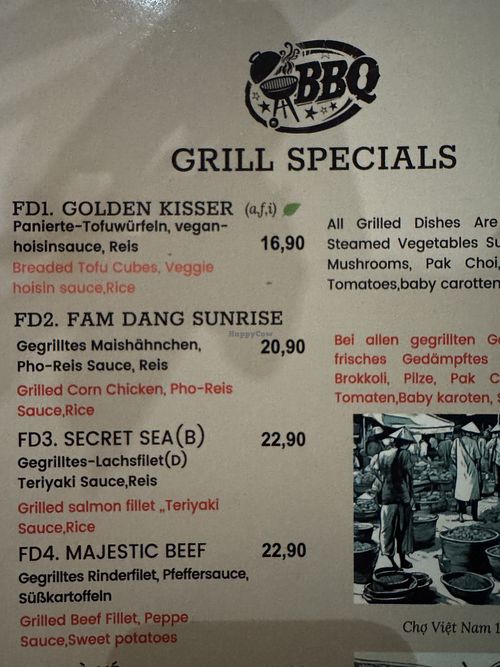 BBQ
GRILL SPECIALS
FD1. GOLDEN KISSER (a,f,i)
Panierte-Tofuwürfeln, vegan-
hoisinsauce, Reis
16,90
Breaded Tofu Cubes, Veggie
hoisin sauce,Rice
FD2. FAM DANG SUNRISE
Gegrilltes Maishähnchen,
Pho-Reis Sauce, Reis
20,90
Grilled Corn Chicken, Pho-Reis
Sauce,Rice
FD3. SECRET SEA(B)
22,90
Gegrilltes-Lachsfilet(D)
Teriyaki Sauce,Reis
Grilled salmon fillet „Teriyaki
Sauce,Rice
FD4. MAJESTIC BEEF
22,90
Gegrilltes Rinderfilet, Pfeffersauce,
Süßkartoffeln
Grilled Beef Fillet, Peppe
Sauce,Sweet potatoes
All Grilled Dishes Are
Steamed Vegetables Su
Mushrooms, Pak Choi,
Tomatoes,baby carotten
Bei allen gegrillten Ge
frisches Gedämpftes
Brokkoli, Pilze, Pak C
Tomaten,Baby karoten, S
Chợ Việt Nam 1
HappyCow